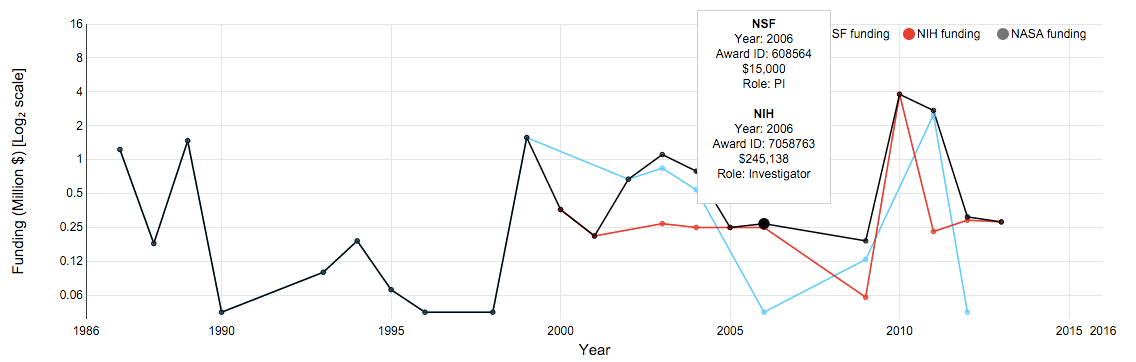 NSF
Year: 2006
Award ID: 608564
$15,000
Role: PI
NIH
Year: 2006
Award ID: 7058763
$245,138
Role: Investigator
SF funding
NIH funding
NASA funding
Funding (Million $) [Log₂ scale]
16
8
4
2
1
0.5
0.25
0.12
0.06
1986
1990
1995
2000
2005
2010
2015
2016
Year